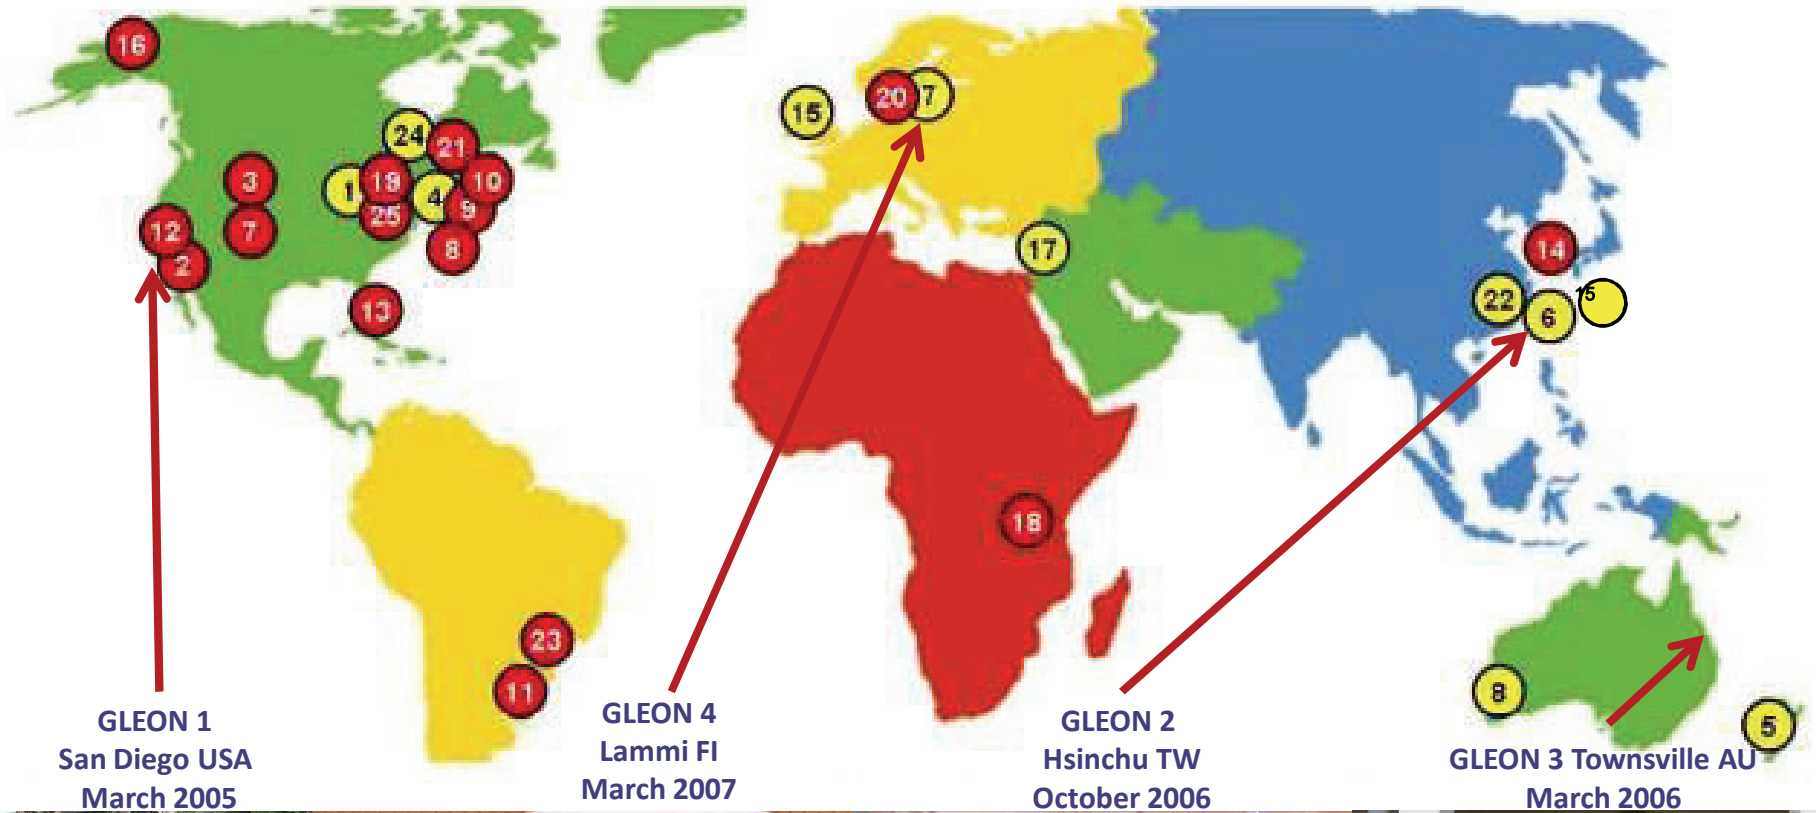 16
15
20
7
24
21
3
1
19
10
4
25
9
12
7
8
2
17
14
13
22
15
6
18
23
11
8
5
GLEON 1
San Diego USA
March 2005
GLEON 4
Lammi FI
March 2007
GLEON 2
Hsinchu TW
October 2006
GLEON 3 Townsville AU
March 2006